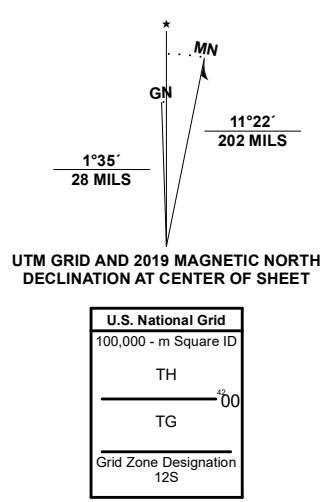 ★
MN
GN
11°22´
202 MILS
1°35´
28 MILS
UTM GRID AND 2019 MAGNETIC NORTH
DECLINATION AT CENTER OF SHEET
U.S. National Grid
100,000 - m Square ID
TH
42 00
TG
Grid Zone Designation
12S